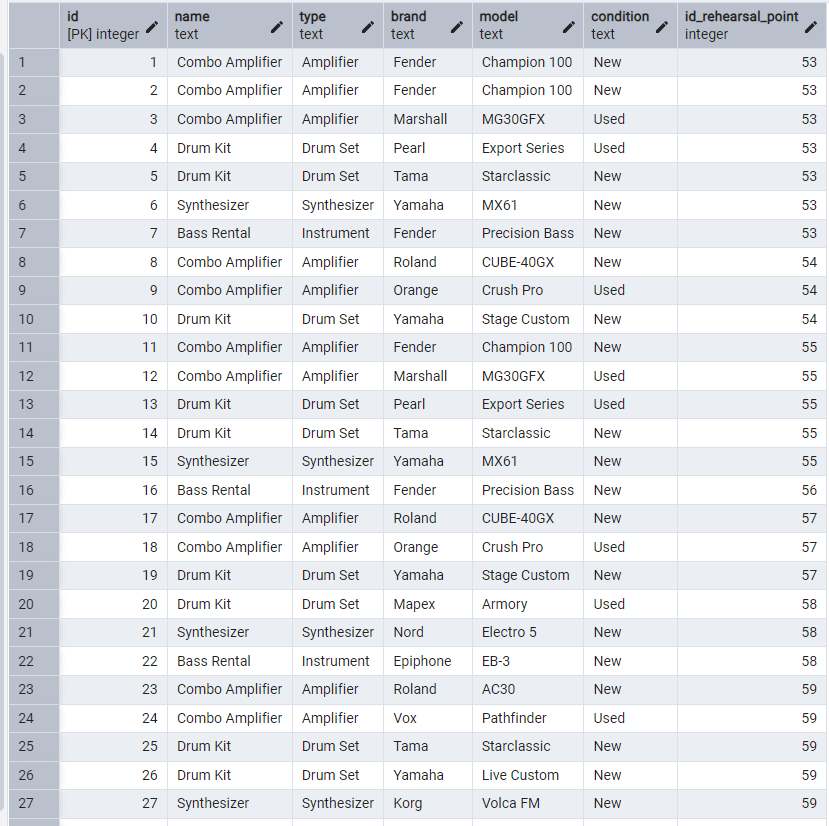 id name type brand model condition id_rehearsal_point
[PK] integer text text text text text integer
1 1 Combo Amplifier Amplifier Fender Champion 100 New 53
2 2 Combo Amplifier Amplifier Fender Champion 100 New 53
3 3 Combo Amplifier Amplifier Marshall MG30GFX Used 53
4 4 Drum Kit Drum Set Pearl Export Series Used 53
5 5 Drum Kit Drum Set Tama Starclassic New 53
6 6 Synthesizer Synthesizer Yamaha MX61 New 53
7 7 Bass Rental Instrument Fender Precision Bass New 53
8 8 Combo Amplifier Amplifier Roland CUBE-40GX New 54
9 9 Combo Amplifier Amplifier Orange Crush Pro Used 54
10 10 Drum Kit Drum Set Yamaha Stage Custom New 54
11 11 Combo Amplifier Amplifier Fender Champion 100 New 55
12 12 Combo Amplifier Amplifier Marshall MG30GFX Used 55
13 13 Drum Kit Drum Set Pearl Export Series Used 55
14 14 Drum Kit Drum Set Tama Starclassic New 55
15 15 Synthesizer Synthesizer Yamaha MX61 New 55
16 16 Bass Rental Instrument Fender Precision Bass New 56
17 17 Combo Amplifier Amplifier Roland CUBE-40GX New 57
18 18 Combo Amplifier Amplifier Orange Crush Pro Used 57
19 19 Drum Kit Drum Set Yamaha Stage Custom New 57
20 20 Drum Kit Drum Set Mapex Armory Used 58
21 21 Synthesizer Synthesizer Nord Electro 5 New 58
22 22 Bass Rental Instrument Epiphone EB-3 New 58
23 23 Combo Amplifier Amplifier Roland AC30 New 59
24 24 Combo Amplifier Amplifier Vox Pathfinder Used 59
25 25 Drum Kit Drum Set Tama Starclassic New 59
26 26 Drum Kit Drum Set Yamaha Live Custom New 59
27 27 Synthesizer Synthesizer Korg Volca FM New 59